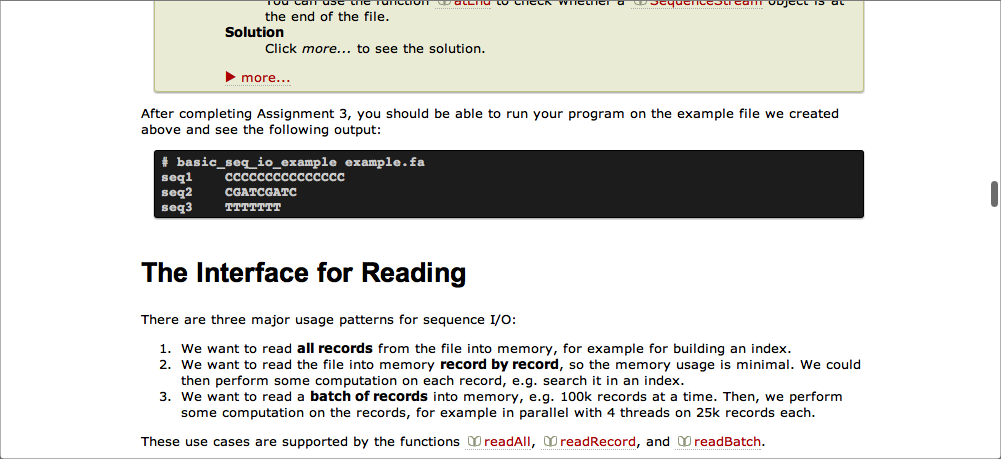 You can use the function atEnd to check whether a SequenceStream object is at
the end of the file.
Solution
Click more... to see the solution.
more...
After completing Assignment 3, you should be able to run your program on the example file we created
above and see the following output:
# basic_seq_io_example example.fa
seq1    CCCCCCCCCCCCCCC
seq2    CGATCGATC
seq3    TTTTTTT
The Interface for Reading
There are three major usage patterns for sequence I/O:
1. We want to read all records from the file into memory, for example for building an index.
2. We want to read the file into memory record by record, so the memory usage is minimal. We could
then perform some computation on each record, e.g. search it in an index.
3. We want to read a batch of records into memory, e.g. 100k records at a time. Then, we perform
some computation on the records, for example in parallel with 4 threads on 25k records each.
These use cases are supported by the functions readAll, readRecord, and readBatch.